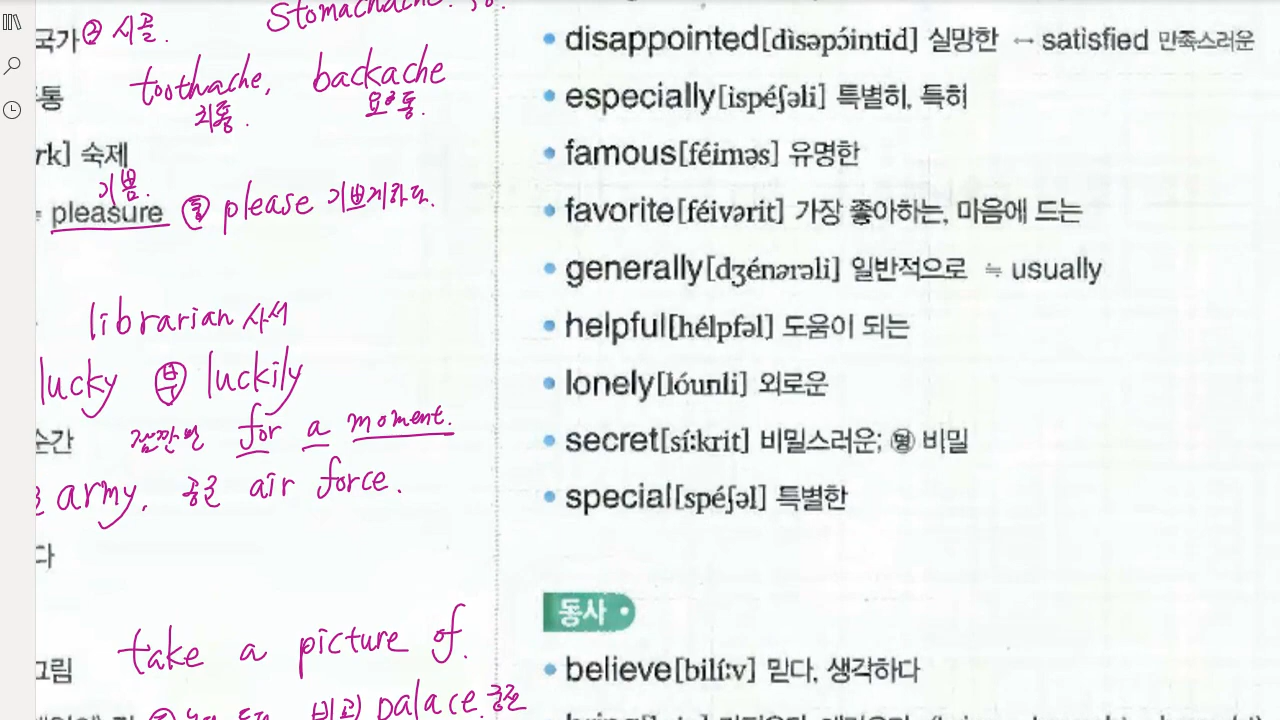 국가 ② 시골. stomachache.
toothache, backache
치통. 요통.
통
rk] 숙제
기쁨.
≒ pleasure 동 please 기쁘게하다.
librarian 사서
lucky 부 luckily
순간 잠깐만 for a moment.
army, 공군 air force.
다
take a picture of.
그림
palace 궁전
• disappointed[dìsəpɔ́intid] 실망한 ↔ satisfied 만족스러운
• especially[ispéʃəli] 특별히, 특히
• famous[féiməs] 유명한
• favorite[féivərit] 가장 좋아하는, 마음에 드는
• generally[dʒénərəli] 일반적으로 ≒ usually
• helpful[hélpfəl] 도움이 되는
• lonely[lóunli] 외로운
• secret[síːkrit] 비밀스러운; 명 비밀
• special[spéʃəl] 특별한
동사
• believe[bilíːv] 믿다, 생각하다